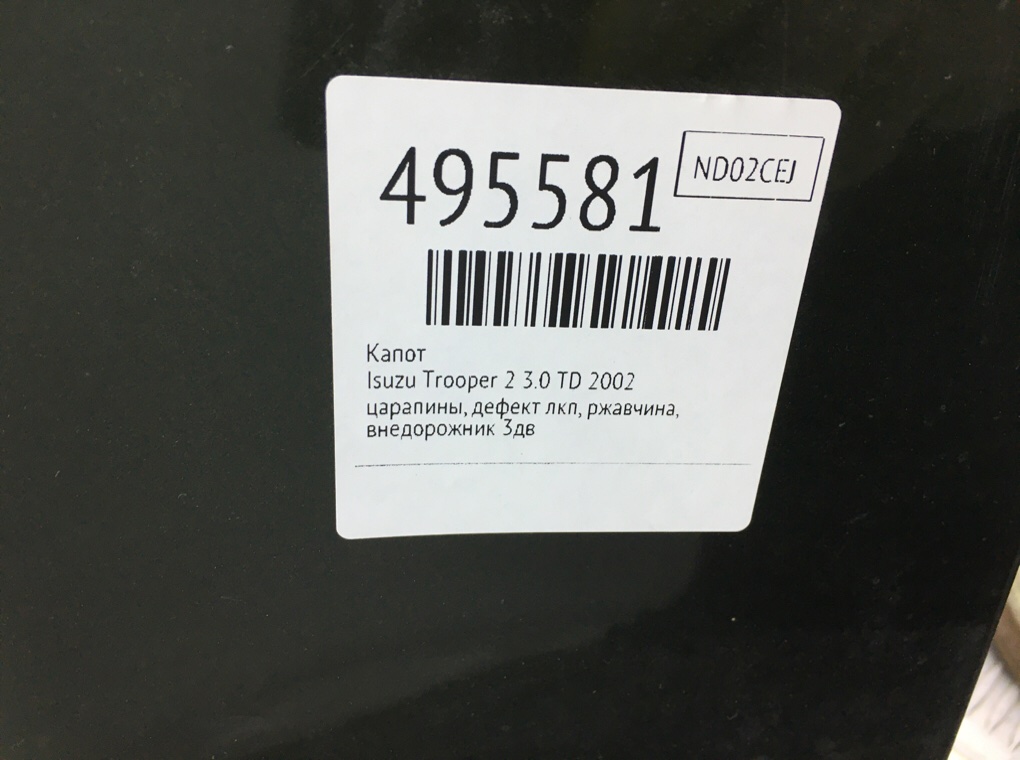 495581
ND02CEJ
Капот
Isuzu Trooper 2 3.0 TD 2002
царапины, дефект лкп, ржавчина,
внедорожник 3дв